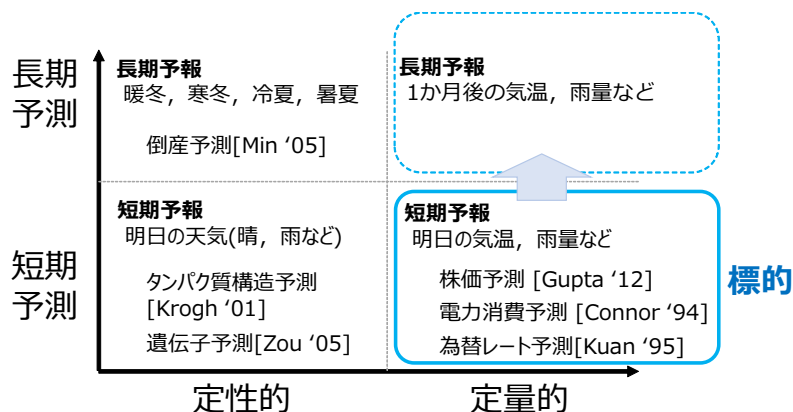 長期
予測
長期予報
暖冬，寒冬，冷夏，暑夏
倒産予測[Min ‘05]
長期予報
1か月後の気温，雨量など
短期
予測
短期予報
明日の天気(晴，雨など)
タンパク質構造予測
[Krogh ‘01]
遺伝子予測[Zou ‘05]
短期予報
明日の気温，雨量など
株価予測 [Gupta ‘12]
電力消費予測 [Connor ‘94]
為替レート予測[Kuan ‘95]
標的
定性的
定量的